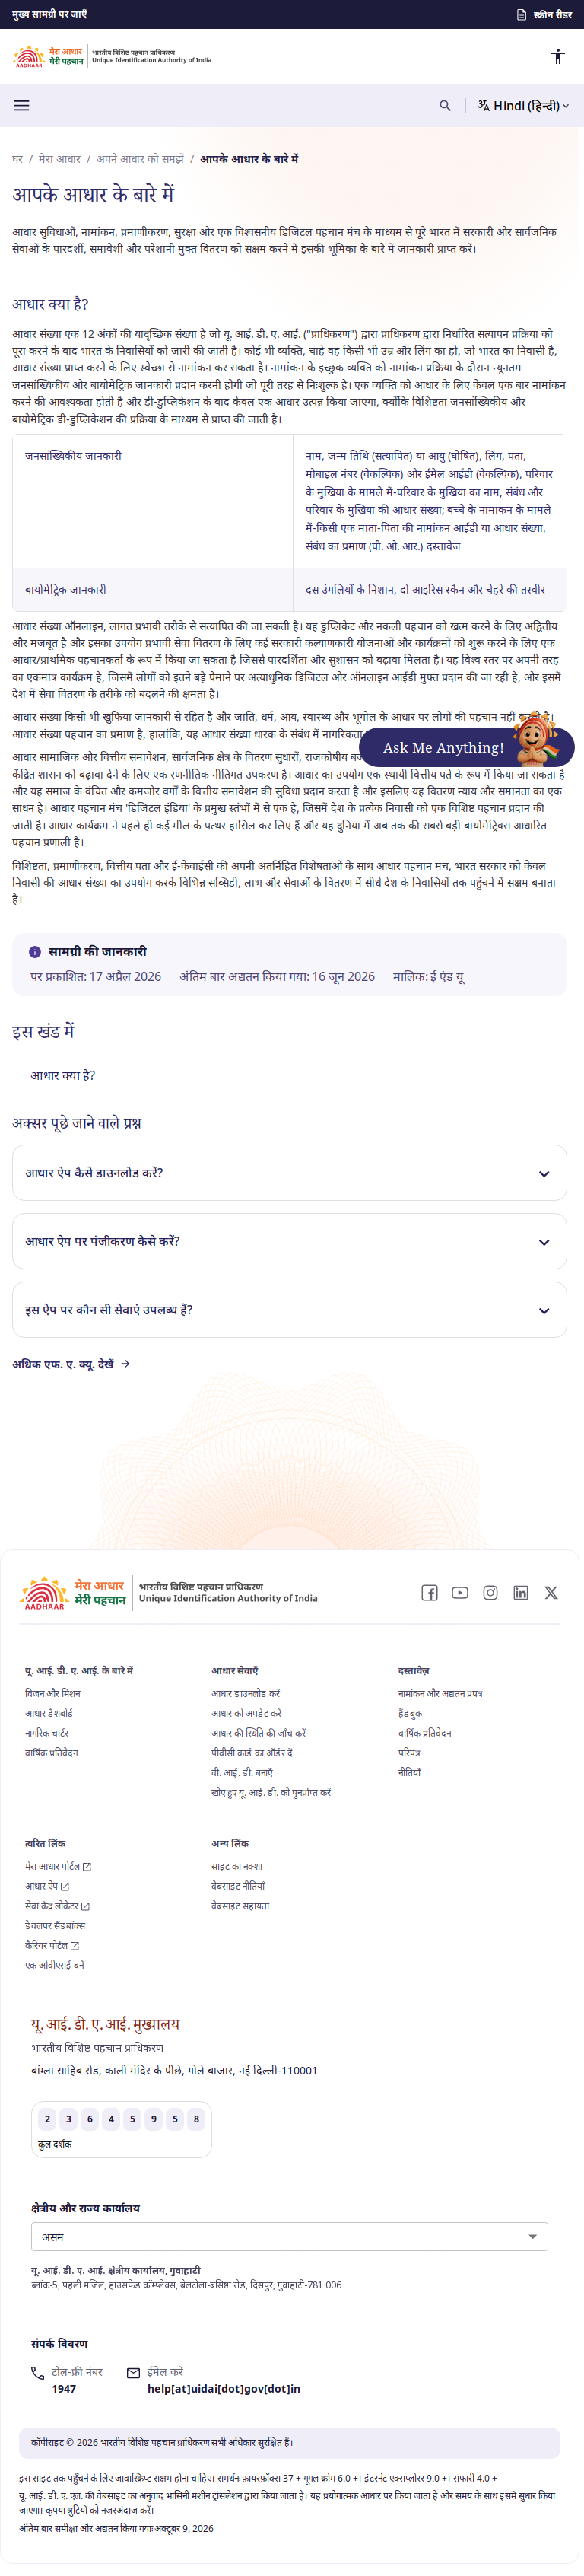 मुख्य सामग्री पर जाएँ
स्क्रीन रीडर
AADHAAR
मेरा आधार
मेरी पहचान
भारतीय विशिष्ट पहचान प्राधिकरण
Unique Identification Authority of India
Hindi (हिन्दी)
घर / मेरा आधार / अपने आधार को समझें / आपके आधार के बारे में
आपके आधार के बारे में
आधार सुविधाओं, नामांकन, प्रमाणीकरण, सुरक्षा और एक विश्वसनीय डिजिटल पहचान मंच के माध्यम से पूरे भारत में सरकारी और सार्वजनिक
सेवाओं के पारदर्शी, समावेशी और परेशानी मुक्त वितरण को सक्षम करने में इसकी भूमिका के बारे में जानकारी प्राप्त करें।
आधार क्या है?
आधार संख्या एक 12 अंकों की यादृच्छिक संख्या है जो यू. आई. डी. ए. आई. ("प्राधिकरण") द्वारा प्राधिकरण द्वारा निर्धारित सत्यापन प्रक्रिया को
पूरा करने के बाद भारत के निवासियों को जारी की जाती है। कोई भी व्यक्ति, चाहे वह किसी भी उम्र और लिंग का हो, जो भारत का निवासी है,
आधार संख्या प्राप्त करने के लिए स्वेच्छा से नामांकन कर सकता है। नामांकन के इच्छुक व्यक्ति को नामांकन प्रक्रिया के दौरान न्यूनतम
जनसांख्यिकीय और बायोमेट्रिक जानकारी प्रदान करनी होगी जो पूरी तरह से निःशुल्क है। एक व्यक्ति को आधार के लिए केवल एक बार नामांकन
करने की आवश्यकता होती है और डी-डुप्लिकेशन के बाद केवल एक आधार उत्पन्न किया जाएगा, क्योंकि विशिष्टता जनसांख्यिकीय और
बायोमेट्रिक डी-डुप्लिकेशन की प्रक्रिया के माध्यम से प्राप्त की जाती है।
जनसांख्यिकीय जानकारी
नाम, जन्म तिथि (सत्यापित) या आयु (घोषित), लिंग, पता,
मोबाइल नंबर (वैकल्पिक) और ईमेल आईडी (वैकल्पिक), परिवार
के मुखिया के मामले में-परिवार के मुखिया का नाम, संबंध और
परिवार के मुखिया की आधार संख्या; बच्चे के नामांकन के मामले
में-किसी एक माता-पिता की नामांकन आईडी या आधार संख्या,
संबंध का प्रमाण (पी. ओ. आर.) दस्तावेज
बायोमेट्रिक जानकारी
दस उंगलियों के निशान, दो आइरिस स्कैन और चेहरे की तस्वीर
आधार संख्या ऑनलाइन, लागत प्रभावी तरीके से सत्यापित की जा सकती है। यह डुप्लिकेट और नकली पहचान को खत्म करने के लिए अद्वितीय
और मजबूत है और इसका उपयोग प्रभावी सेवा वितरण के लिए कई सरकारी कल्याणकारी योजनाओं और कार्यक्रमों को शुरू करने के लिए एक
आधार/प्राथमिक पहचानकर्ता के रूप में किया जा सकता है जिससे पारदर्शिता और सुशासन को बढ़ावा मिलता है। यह विश्व स्तर पर अपनी तरह
का एकमात्र कार्यक्रम है, जिसमें लोगों को इतने बड़े पैमाने पर अत्याधुनिक डिजिटल और ऑनलाइन आईडी मुफ्त प्रदान की जा रही है, और इसमें
देश में सेवा वितरण के तरीके को बदलने की क्षमता है।
आधार संख्या किसी भी खुफिया जानकारी से रहित है और जाति, धर्म, आय, स्वास्थ्य और भूगोल के आधार पर लोगों की पहचान नहीं करती है।
आधार संख्या पहचान का प्रमाण है, हालांकि, यह आधार संख्या धारक के संबंध में नागरिकता
Ask Me Anything!
आधार सामाजिक और वित्तीय समावेशन, सार्वजनिक क्षेत्र के वितरण सुधारों, राजकोषीय
केंद्रित शासन को बढ़ावा देने के लिए एक रणनीतिक नीतिगत उपकरण है। आधार का उपयोग एक स्थायी वित्तीय पते के रूप में किया जा सकता है
और यह समाज के वंचित और कमजोर वर्गों के वित्तीय समावेशन की सुविधा प्रदान करता है और इसलिए यह वितरण न्याय और समानता का एक
साधन है। आधार पहचान मंच 'डिजिटल इंडिया' के प्रमुख स्तंभों में से एक है, जिसमें देश के प्रत्येक निवासी को एक विशिष्ट पहचान प्रदान की
जाती है। आधार कार्यक्रम ने पहले ही कई मील के पत्थर हासिल कर लिए हैं और यह दुनिया में अब तक की सबसे बड़ी बायोमेट्रिक्स आधारित
पहचान प्रणाली है।
विशिष्टता, प्रमाणीकरण, वित्तीय पता और ई-केवाईसी की अपनी अंतर्निहित विशेषताओं के साथ आधार पहचान मंच, भारत सरकार को केवल
निवासी की आधार संख्या का उपयोग करके विभिन्न सब्सिडी, लाभ और सेवाओं के वितरण में सीधे देश के निवासियों तक पहुंचने में सक्षम बनाता
है।
सामग्री की जानकारी
पर प्रकाशित: 17 अप्रैल 2026 अंतिम बार अद्यतन किया गया: 16 जून 2026 मालिक: ई एंड यू
इस खंड में
आधार क्या है?
अक्सर पूछे जाने वाले प्रश्न
आधार ऐप कैसे डाउनलोड करें?
आधार ऐप पर पंजीकरण कैसे करें?
इस ऐप पर कौन सी सेवाएं उपलब्ध हैं?
अधिक एफ. ए. क्यू. देखें
AADHAAR
मेरा आधार
मेरी पहचान
भारतीय विशिष्ट पहचान प्राधिकरण
Unique Identification Authority of India
यू. आई. डी. ए. आई. के बारे में
विजन और मिशन
आधार डैशबोर्ड
नागरिक चार्टर
वार्षिक प्रतिवेदन
आधार सेवाएँ
आधार डाउनलोड करें
आधार को अपडेट करें
आधार की स्थिति की जाँच करें
पीवीसी कार्ड का ऑर्डर दें
वी. आई. डी. बनाएँ
खोए हुए यू. आई. डी. को पुनर्प्राप्त करें
दस्तावेज़
नामांकन और अद्यतन प्रपत्र
हैंडबुक
वार्षिक प्रतिवेदन
परिपत्र
नीतियाँ
त्वरित लिंक
मेरा आधार पोर्टल
आधार ऐप
सेवा केंद्र लोकेटर
डेवलपर सैंडबॉक्स
कैरियर पोर्टल
एक ओवीएसई बनें
अन्य लिंक
साइट का नक्शा
वेबसाइट नीतियाँ
वेबसाइट सहायता
यू. आई. डी. ए. आई. मुख्यालय
भारतीय विशिष्ट पहचान प्राधिकरण
बांग्ला साहिब रोड, काली मंदिर के पीछे, गोले बाजार, नई दिल्ली-110001
2 3 6 4 5 9 5 8
कुल दर्शक
क्षेत्रीय और राज्य कार्यालय
असम
यू. आई. डी. ए. आई. क्षेत्रीय कार्यालय, गुवाहाटी
ब्लॉक-5, पहली मंजिल, हाउसफेड कॉम्प्लेक्स, बेलटोला-बसिष्ठा रोड, दिसपुर, गुवाहाटी-781 006
संपर्क विवरण
टोल-फ्री नंबर
1947
ईमेल करें
help[at]uidai[dot]gov[dot]in
कॉपीराइट © 2026 भारतीय विशिष्ट पहचान प्राधिकरण सभी अधिकार सुरक्षित हैं।
इस साइट तक पहुँचने के लिए जावास्क्रिप्ट सक्षम होना चाहिए। समर्थनः फ़ायरफ़ॉक्स 37 + गूगल क्रोम 6.0 +। इंटरनेट एक्सप्लोरर 9.0 +। सफारी 4.0 +
यू. आई. डी. ए. एल. की वेबसाइट का अनुवाद भाषिनी मशीन ट्रांसलेशन द्वारा किया जाता है। यह प्रयोगात्मक आधार पर किया जाता है और समय के साथ इसमें सुधार किया
जाएगा। कृपया त्रुटियों को नजरअंदाज करें।
अंतिम बार समीक्षा और अद्यतन किया गयाः अक्टूबर 9, 2026